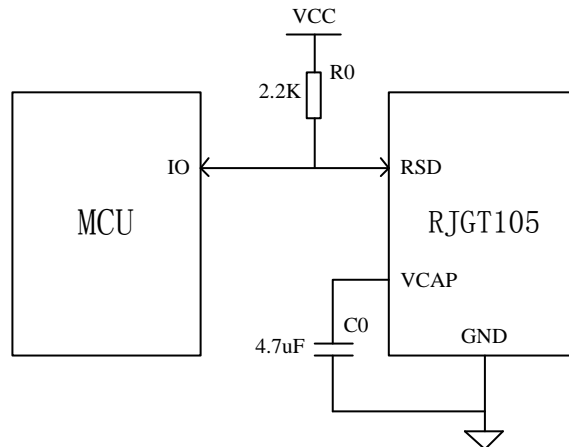 VCC
R0
2.2K
IO
RSD
MCU
RJGT105
VCAP
C0
4.7uF
GND